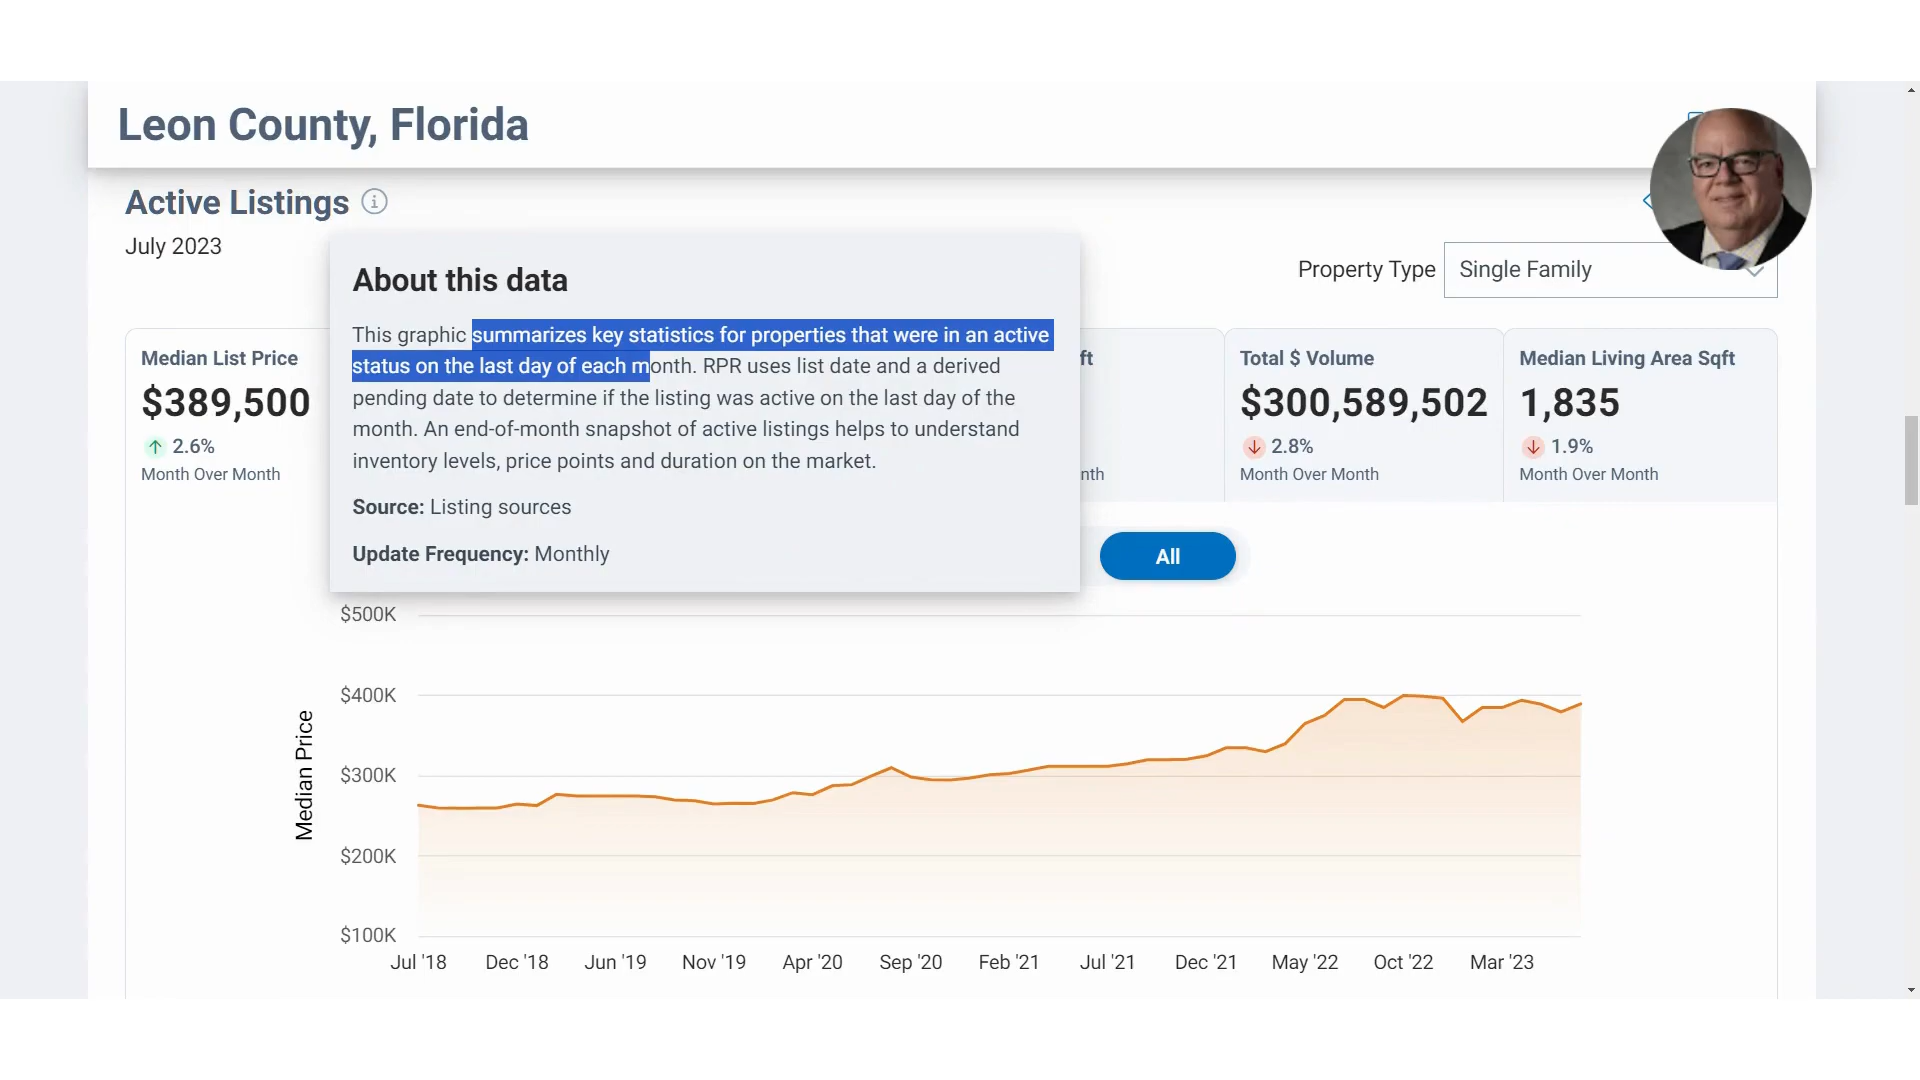 Leon County, Florida
Active Listings
July 2023
About this data
This graphic summarizes key statistics for properties that were in an active
status on the last day of each month. RPR uses list date and a derived
pending date to determine if the listing was active on the last day of the
month. An end-of-month snapshot of active listings helps to understand
inventory levels, price points and duration on the market.
Source: Listing sources
Update Frequency: Monthly
Property Type
Single Family
Median List Price
$389,500
2.6%
Month Over Month
Total $ Volume
$300,589,502
2.8%
Month Over Month
Median Living Area Sqft
1,835
1.9%
Month Over Month
All
Median Price
$500K
$400K
$300K
$200K
$100K
Jul '18 Dec '18 Jun '19 Nov '19 Apr '20 Sep '20 Feb '21 Jul '21 Dec '21 May '22 Oct '22 Mar '23